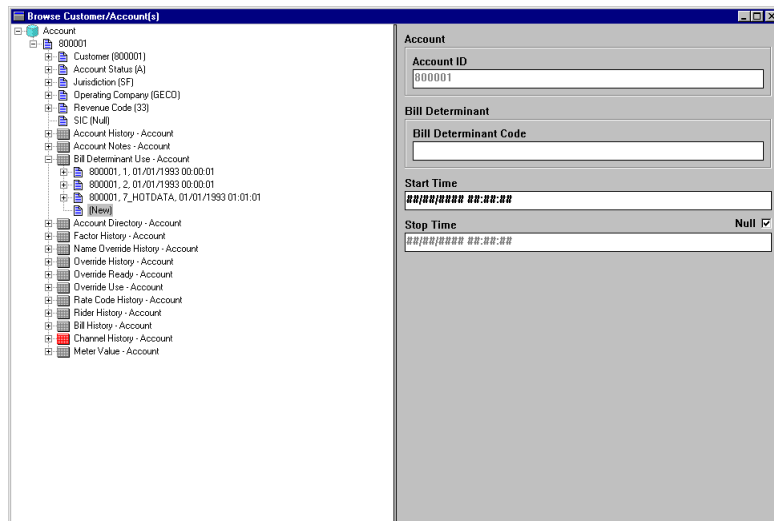 Browse Customer/Account(s)
Account
800001
Customer (800001)
Account Status (A)
Jurisdiction (SF)
Operating Company (GECO)
Revenue Code (33)
SIC (Null)
Account History - Account
Account Notes - Account
Bill Determinant Use - Account
800001, 1, 01/01/1993 00:00:01
800001, 2, 01/01/1993 00:00:01
800001, 7_HOTDATA, 01/01/1993 01:01:01
(New)
Account Directory - Account
Factor History - Account
Name Override History - Account
Override History - Account
Override Ready - Account
Override Use - Account
Rate Code History - Account
Rider History - Account
Bill History - Account
Channel History - Account
Meter Value - Account
Account
Account ID
800001
Bill Determinant
Bill Determinant Code
Start Time
##/##/#### ##:##:##
Stop Time Null
##/##/#### ##:##:##